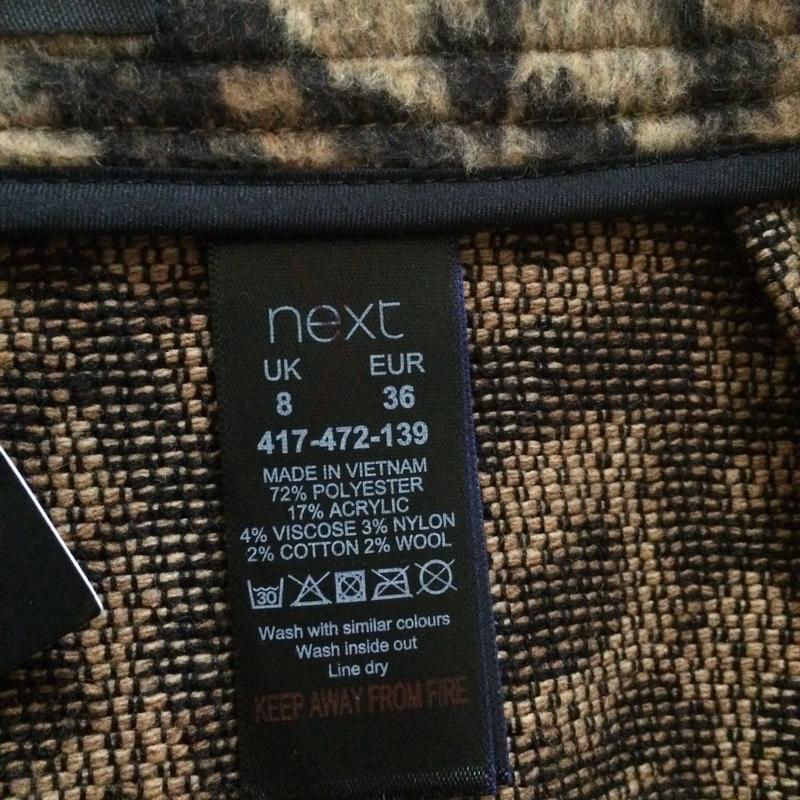 next
UK EUR
8 36
417-472-139
MADE IN VIETNAM
72% POLYESTER
17% ACRYLIC
4% VISCOSE 3% NYLON
2% COTTON 2% WOOL
30
Wash with similar colours
Wash inside out
Line dry
KEEP AWAY FROM FIRE